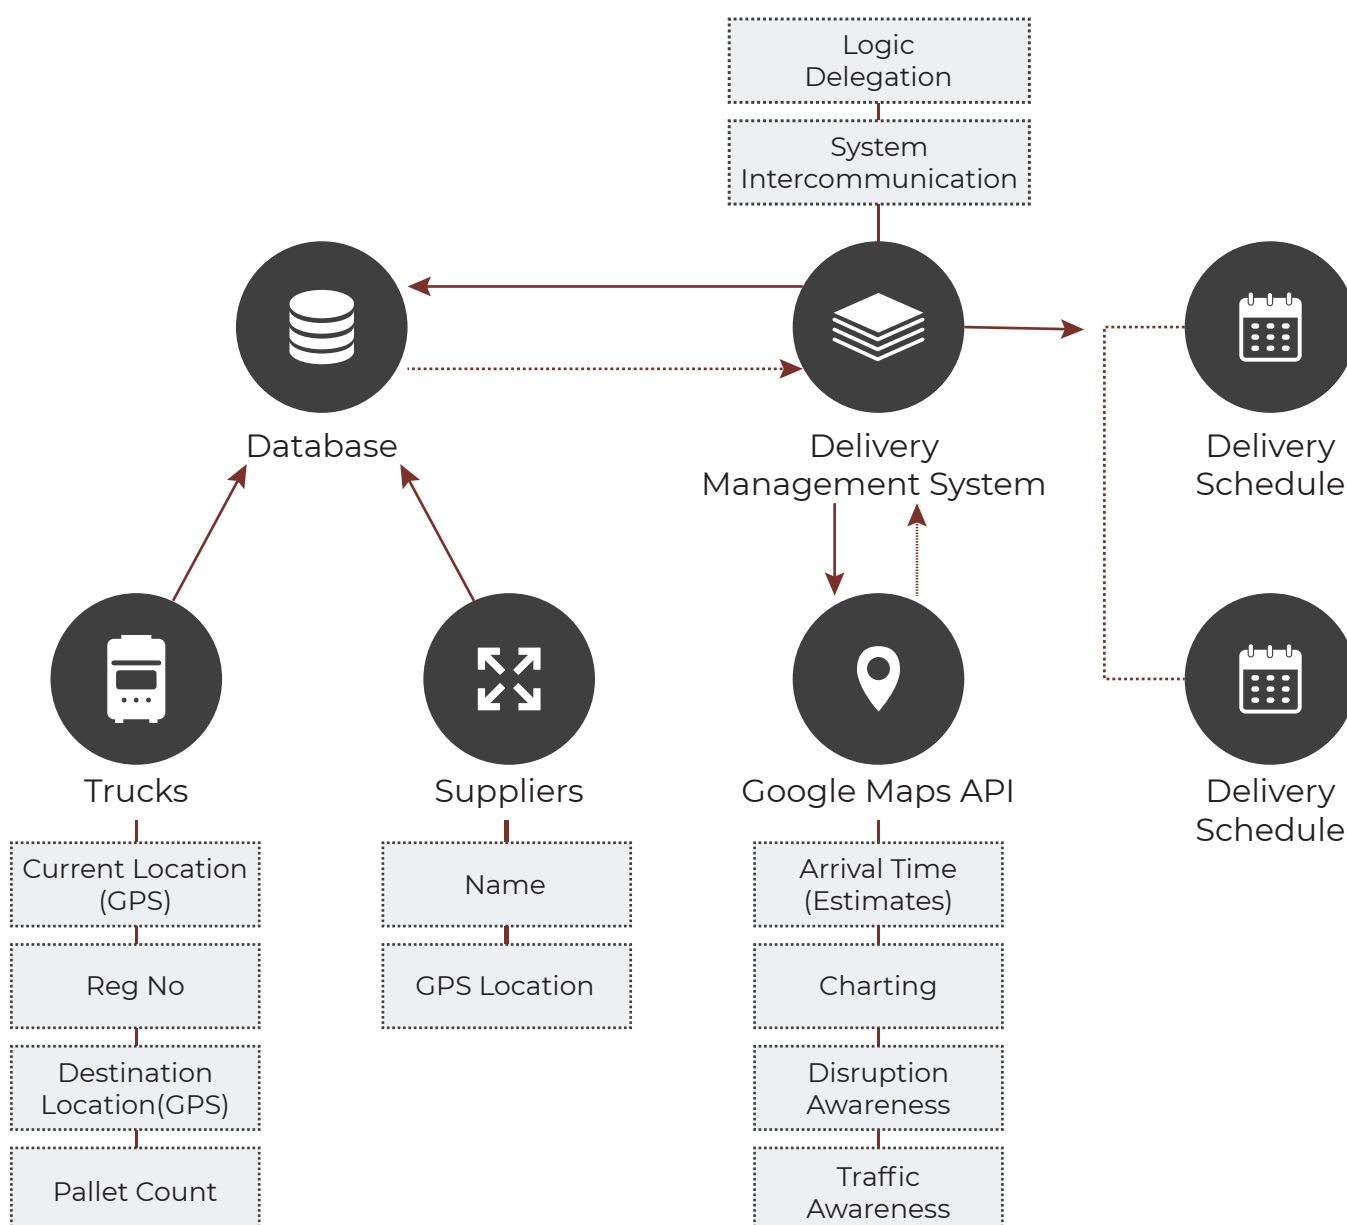 Logic
Delegation
System
Intercommunication
Database
Delivery
Management System
Delivery
Schedule
Trucks
Suppliers
Google Maps API
Delivery
Schedule
Current Location
(GPS)
Reg No
Destination
Location(GPS)
Pallet Count
Name
GPS Location
Arrival Time
(Estimates)
Charting
Disruption
Awareness
Traffic
Awareness